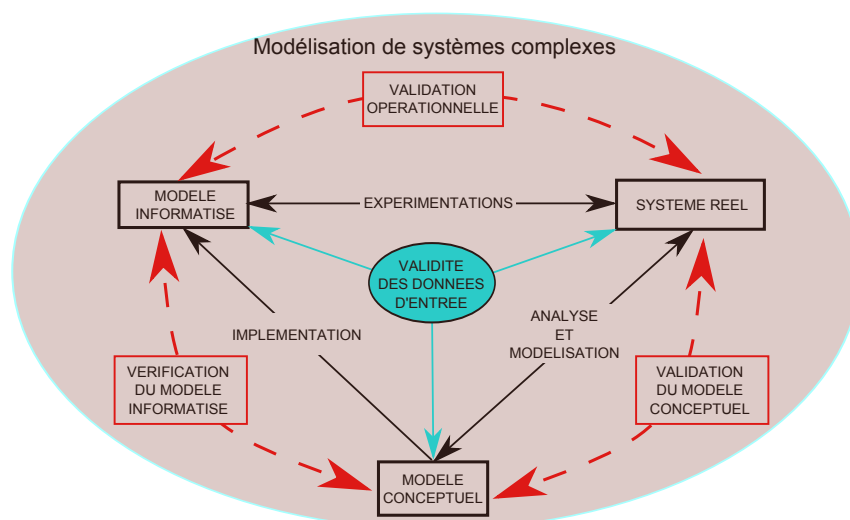 Modélisation de systèmes complexes
VALIDATION
OPERATIONNELLE
MODELE
INFORMATISE
EXPERIMENTATIONS
SYSTEME REEL
VALIDITE
DES DONNEES
D'ENTREE
IMPLEMENTATION
ANALYSE
ET
MODELISATION
VERIFICATION
DU MODELE
INFORMATISE
VALIDATION
DU MODELE
CONCEPTUEL
MODELE
CONCEPTUEL